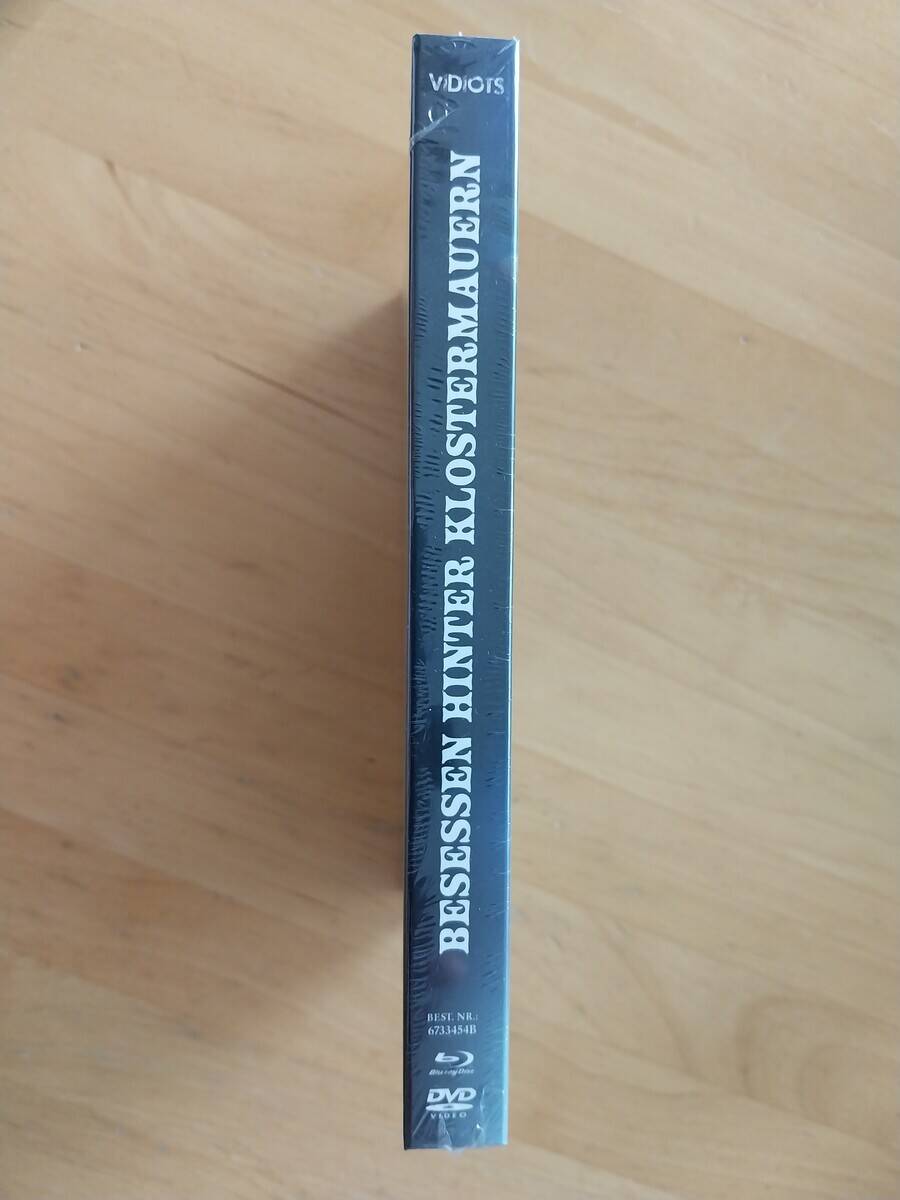 VIDIOTS
BESESSEN HINTER KLOSTERMAUERN
BEST. NR.:
6733454B
Blu-ray Disc
DVD
VIDEO